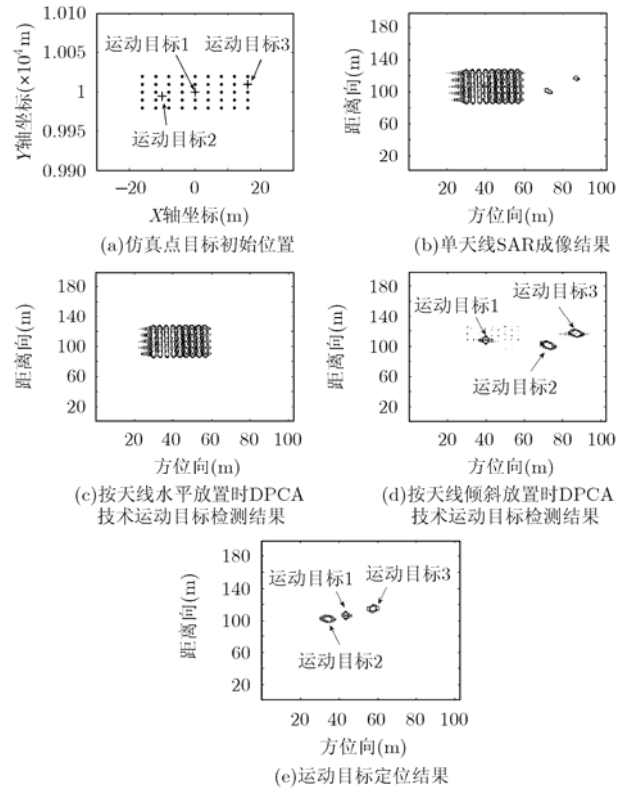 1.010
1.005
1
0.995
0.990
Y轴坐标(×10⁴m)
运动目标1
运动目标3
运动目标2
−20
0
20
X轴坐标(m)
(a)仿真点目标初始位置
180
140
100
60
20
距离向(m)
20
40
60
80
100
方位向(m)
(b)单天线SAR成像结果
180
140
100
60
20
距离向(m)
20
40
60
80
100
方位向(m)
(c)按天线水平放置时DPCA
技术运动目标检测结果
180
140
100
60
20
距离向(m)
运动目标1
运动目标3
运动目标2
20
40
60
80
100
方位向(m)
(d)按天线倾斜放置时DPCA
技术运动目标检测结果
180
140
100
60
20
距离向(m)
运动目标1
运动目标3
运动目标2
20
40
60
80
100
方位向(m)
(e)运动目标定位结果